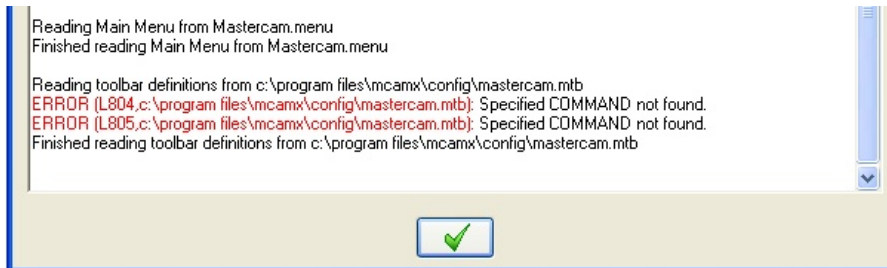 Reading Main Menu from Mastercam.menu
Finished reading Main Menu from Mastercam.menu
Reading toolbar definitions from c:\program files\mcamx\config\mastercam.mtb
ERROR (L804,c:\program files\mcamx\config\mastercam.mtb): Specified COMMAND not found.
ERROR (L805,c:\program files\mcamx\config\mastercam.mtb): Specified COMMAND not found.
Finished reading toolbar definitions from c:\program files\mcamx\config\mastercam.mtb